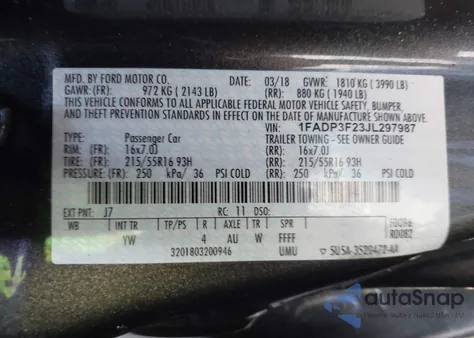 MFD. BY FORD MOTOR CO. 03/18 GVWR: 1810 KG ( 3990 LB)
GAWR: (FR): 972 KG ( 2143 LB) (RR): 880 KG ( 1940 LB)
THIS VEHICLE CONFORMS TO ALL APPLICABLE FEDERAL MOTOR VEHICLE SAFETY, BUMPER,
AND THEFT PREVENTION STANDARDS IN EFFECT ON THE DATE OF MANUFACTURE SHOWN ABOVE.
VIN: 1FADP3F23JL297987
TYPE: Passenger Car TRAILER TOWING - SEE OWNER GUIDE
RIM: (FR) 16x7.0J (RR) 16x7.0J
TIRE: (FR) 215/55R16 93H (RR) 215/55R16 93H
PRESSURE: (FR) 250 kPa/ 36 PSI COLD (RR) 250 kPa/ 36 PSI COLD
EXT PNT: J7 RC: 11 DSO:
WB INT TR TP/PS R AXLE TR SPR
YW 4 AU W FFFF
3201803200946 UMU
autoSnap